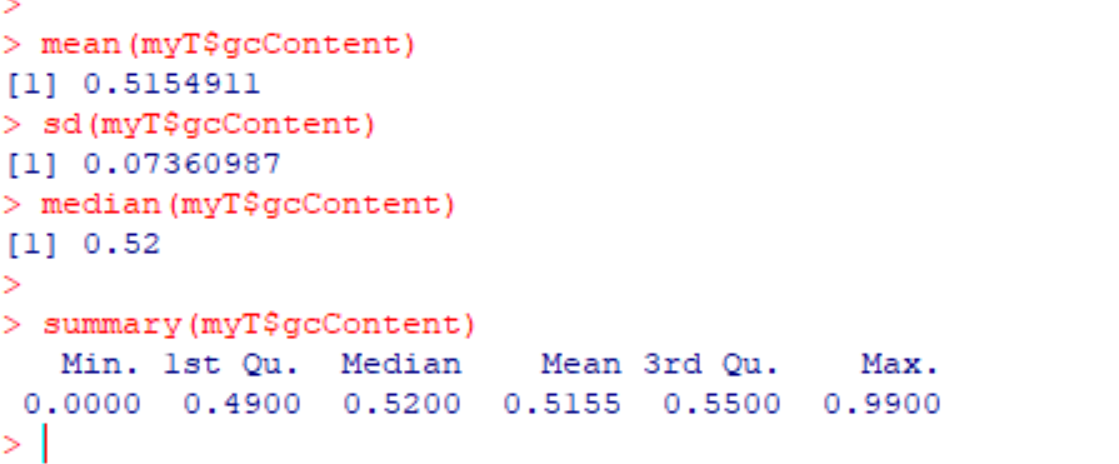 >
> mean(myT$gcContent)
[1] 0.5154911
> sd(myT$gcContent)
[1] 0.07360987
> median(myT$gcContent)
[1] 0.52
>
> summary(myT$gcContent)
   Min. 1st Qu.  Median    Mean 3rd Qu.    Max.
 0.0000  0.4900  0.5200  0.5155  0.5500  0.9900
>